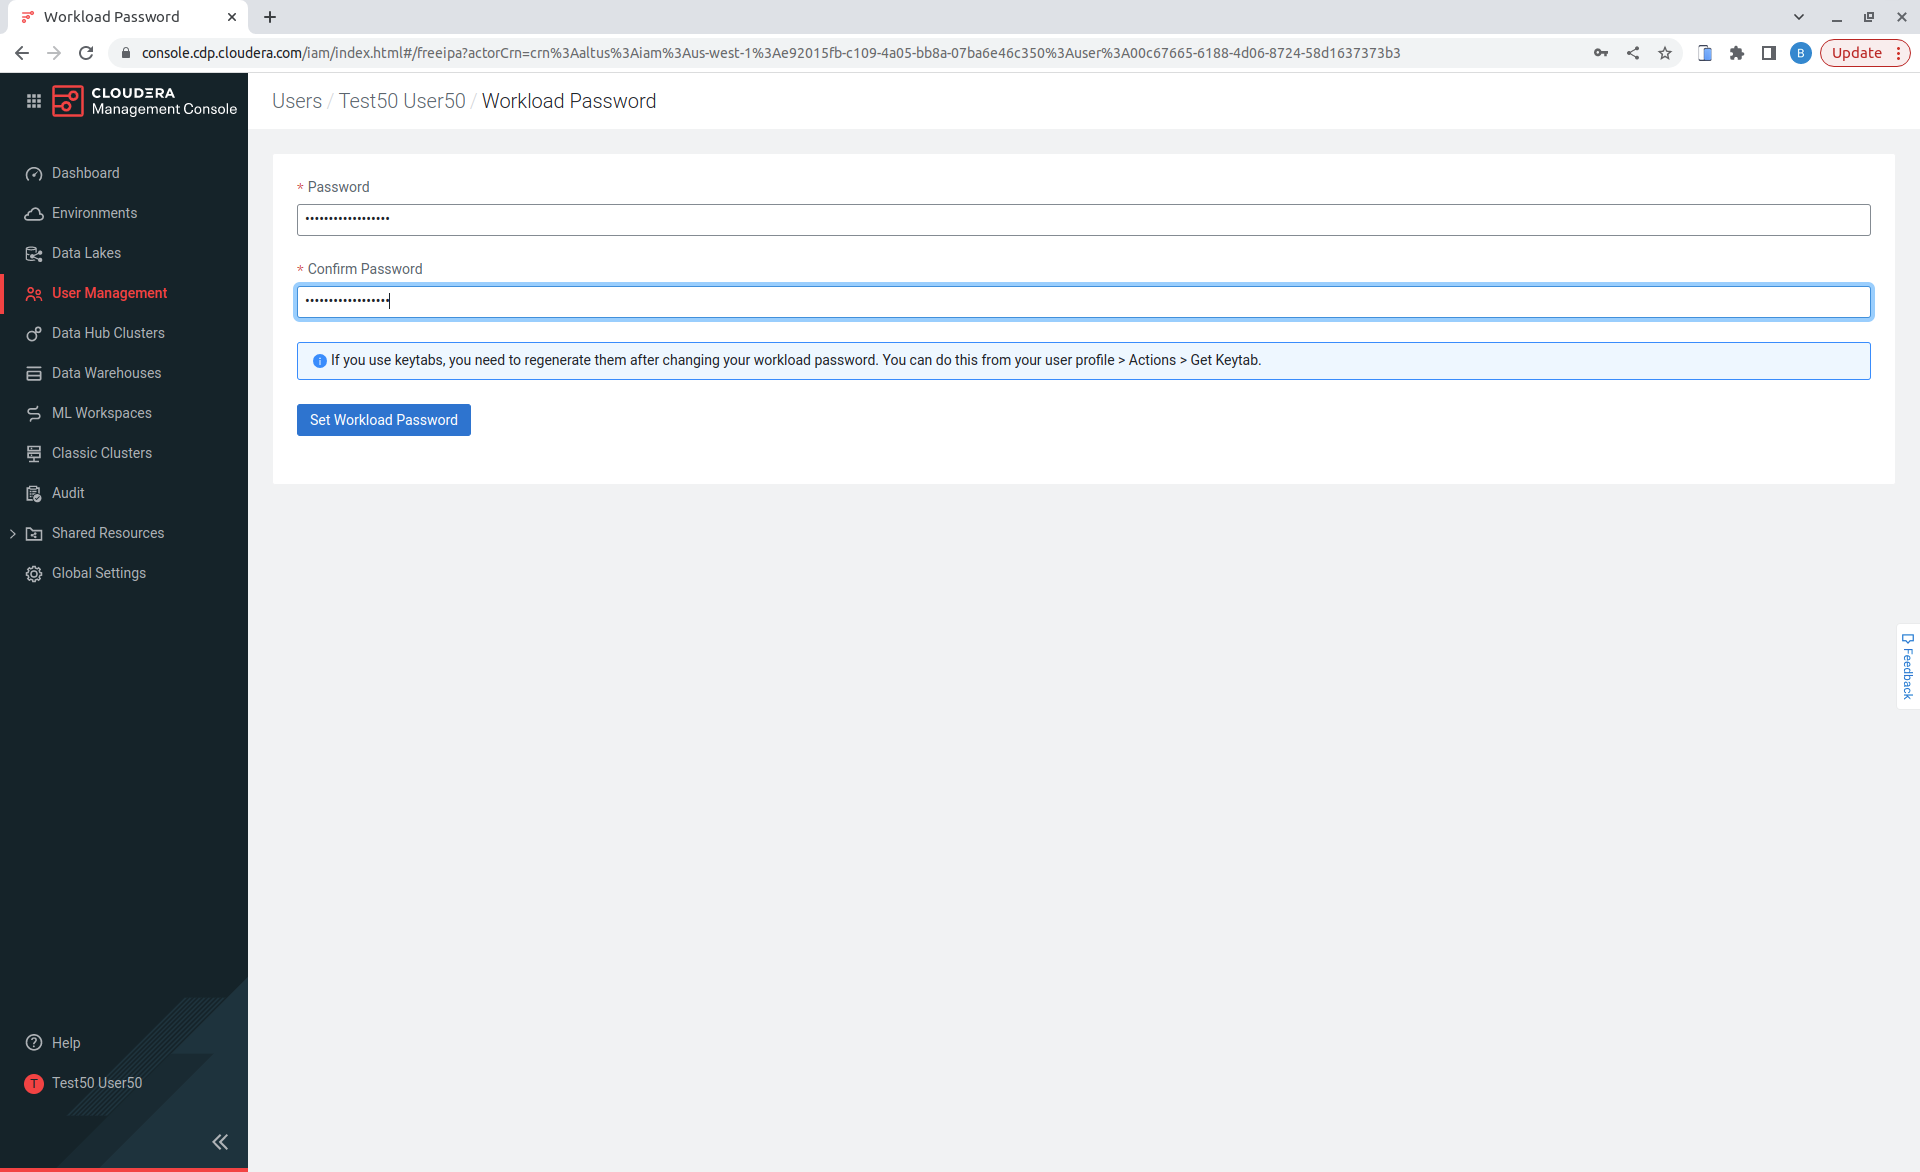 Workload Password
console.cdp.cloudera.com/iam/index.html#/freeipa?actorCrn=crn%3Aaltus%3Aiam%3Aus-west-1%3Ae92015fb-c109-4a05-bb8a-07ba6e46c350%3Auser%3A00c67665-6188-4d06-8724-58d1637373b3
B
Update
CLOUDERA
Management Console
Users / Test50 User50 / Workload Password
Dashboard
Environments
Data Lakes
User Management
Data Hub Clusters
Data Warehouses
ML Workspaces
Classic Clusters
Audit
Shared Resources
Global Settings
Help
T Test50 User50
* Password
••••••••••••••••••
* Confirm Password
••••••••••••••••••
If you use keytabs, you need to regenerate them after changing your workload password. You can do this from your user profile > Actions > Get Keytab.
Set Workload Password
Feedback